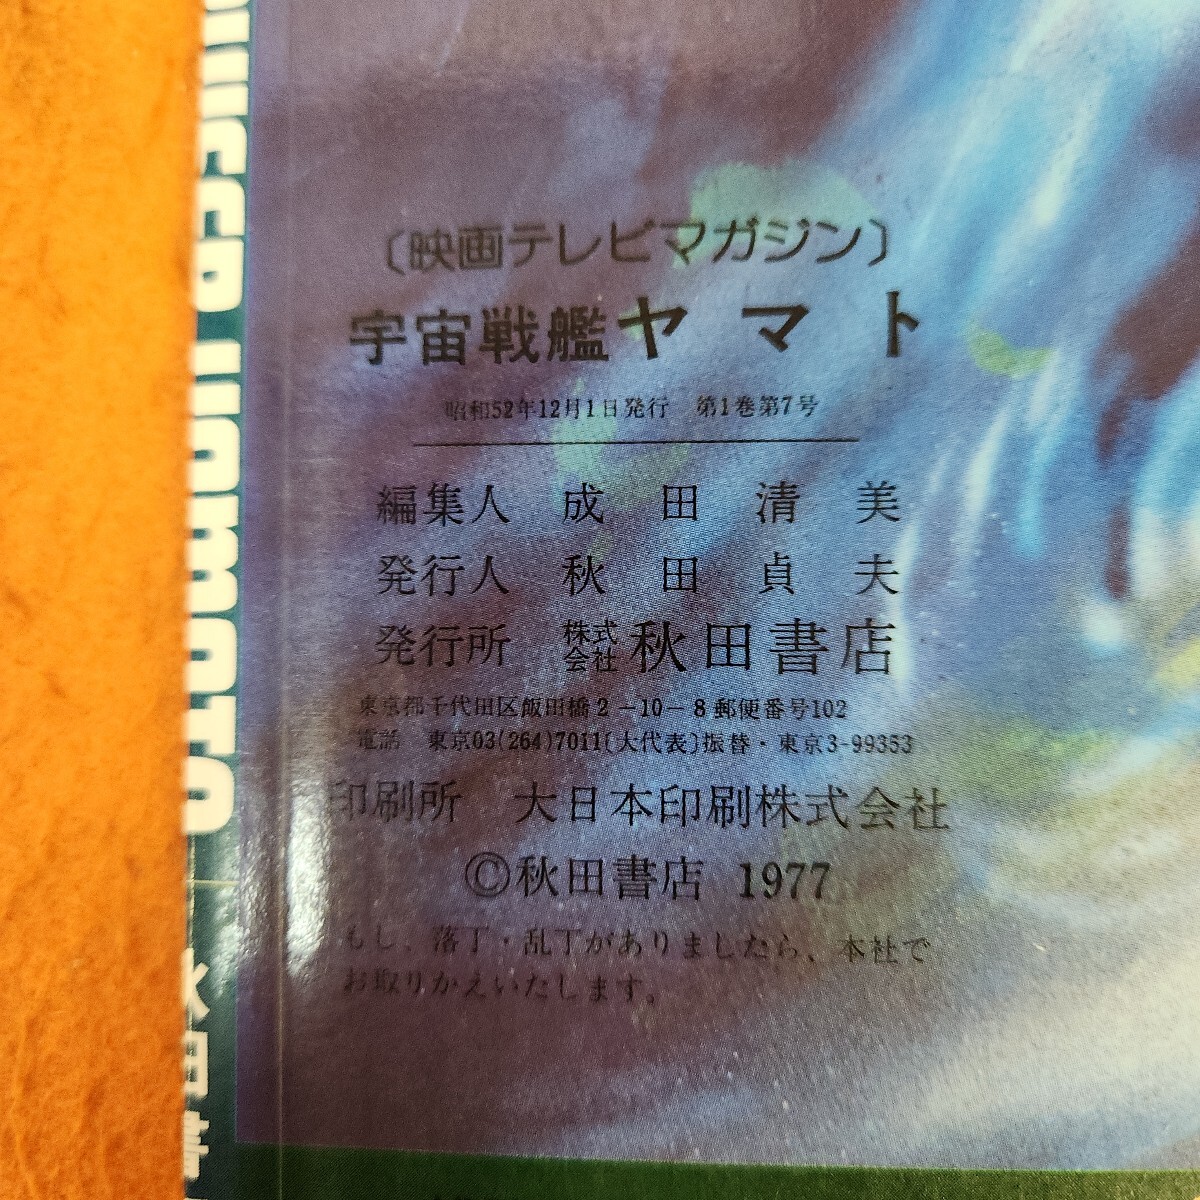 〔映画テレビマガジン〕
宇宙戦艦ヤマト
昭和52年12月1日発行 第1巻第7号
編集人 成田清美
発行人 秋田貞夫
発行所 株式会社 秋田書店
東京都千代田区飯田橋2-10-8 郵便番号102
電話 東京03(264)7011〔大代表〕振替・東京3-99353
印刷所 大日本印刷株式会社
©秋田書店 1977
もし、落丁・乱丁がありましたら、本社で
お取りかえいたします。